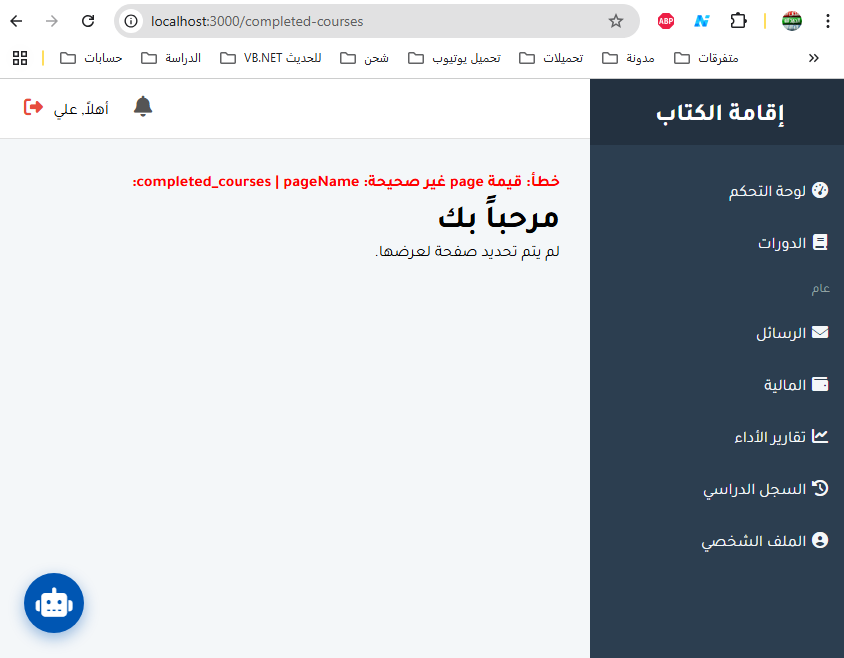 localhost:3000/completed-courses
ABP
N
حسابات
الدراسة
للحديث VB.NET
شحن
تحميل يوتيوب
تحميلات
مدونة
متفرقات
»
إقامة الكتاب
أهلاً, علي
لوحة التحكم
الدورات
عام
الرسائل
المالية
تقارير الأداء
السجل الدراسي
الملف الشخصي
خطأ: قيمة page غير صحيحة: completed_courses | pageName:
مرحباً بك
لم يتم تحديد صفحة لعرضها.